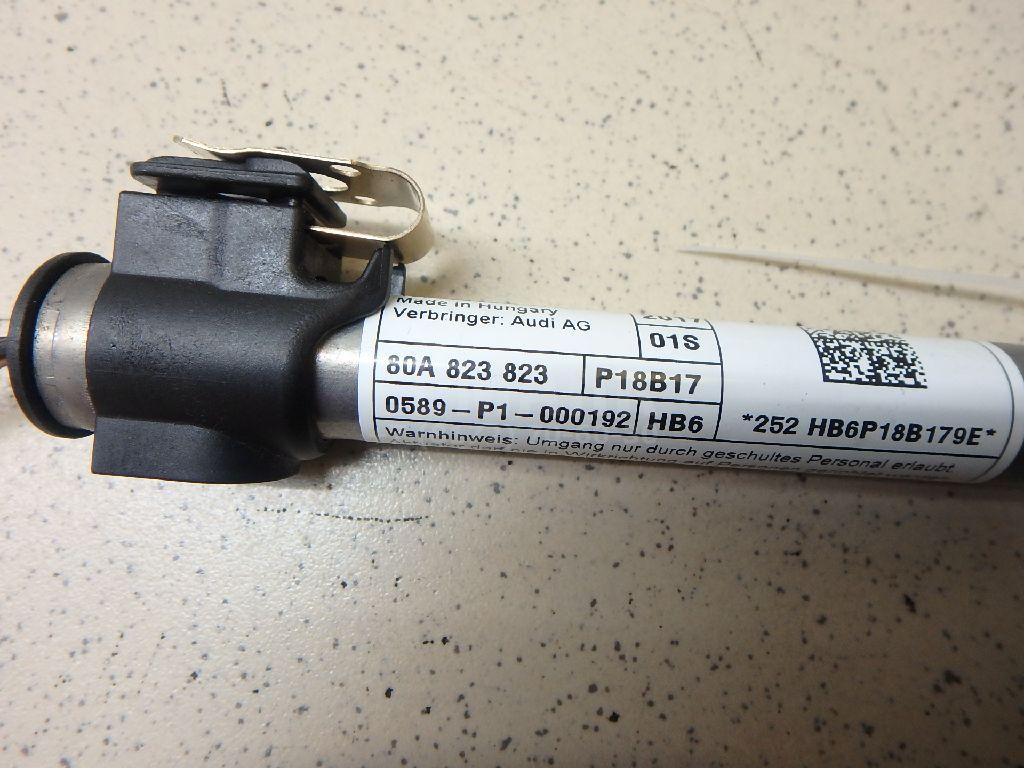 Made in Hungary
Verbringer: Audi AG
2017
01S
80A 823 823
P18B17
0589-P1-000192
HB6
*252 HB6P18B179E*
Warnhinweis: Umgang nur durch geschultes Personal erlaubt.